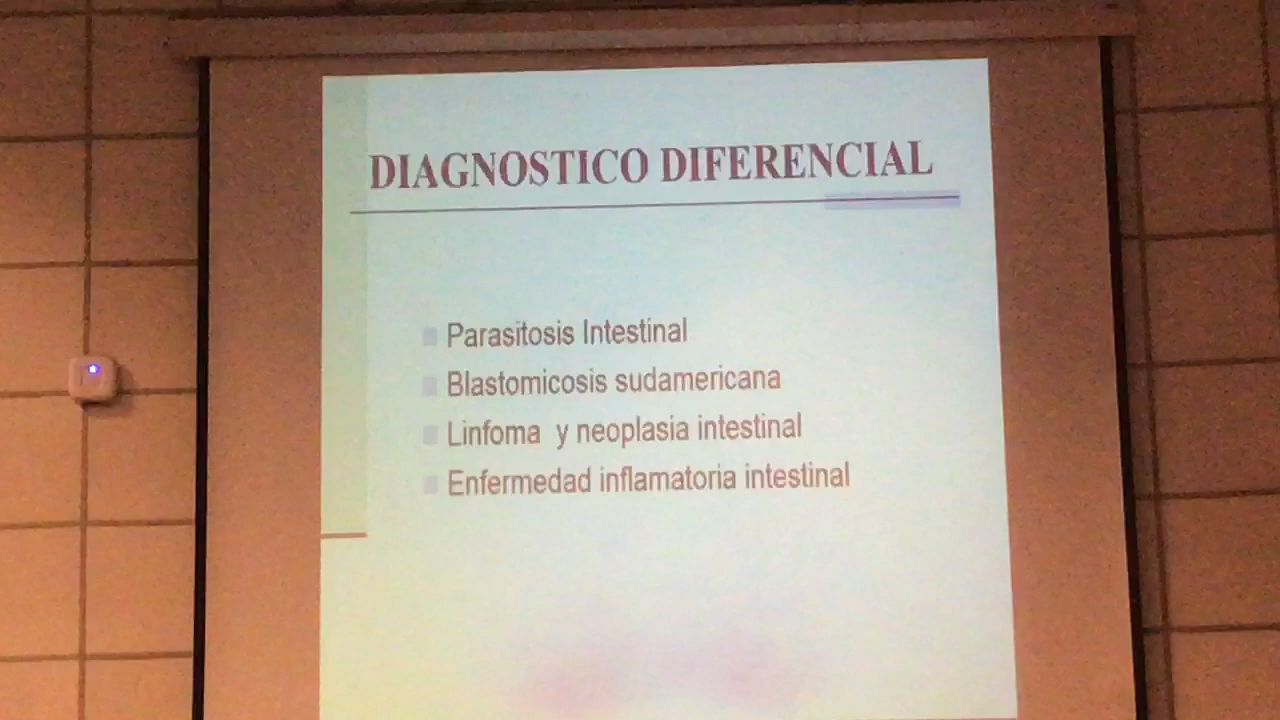 DIAGNOSTICO DIFERENCIAL
Parasitosis Intestinal
Blastomicosis sudamericana
Linfoma y neoplasia intestinal
Enfermedad inflamatoria intestinal